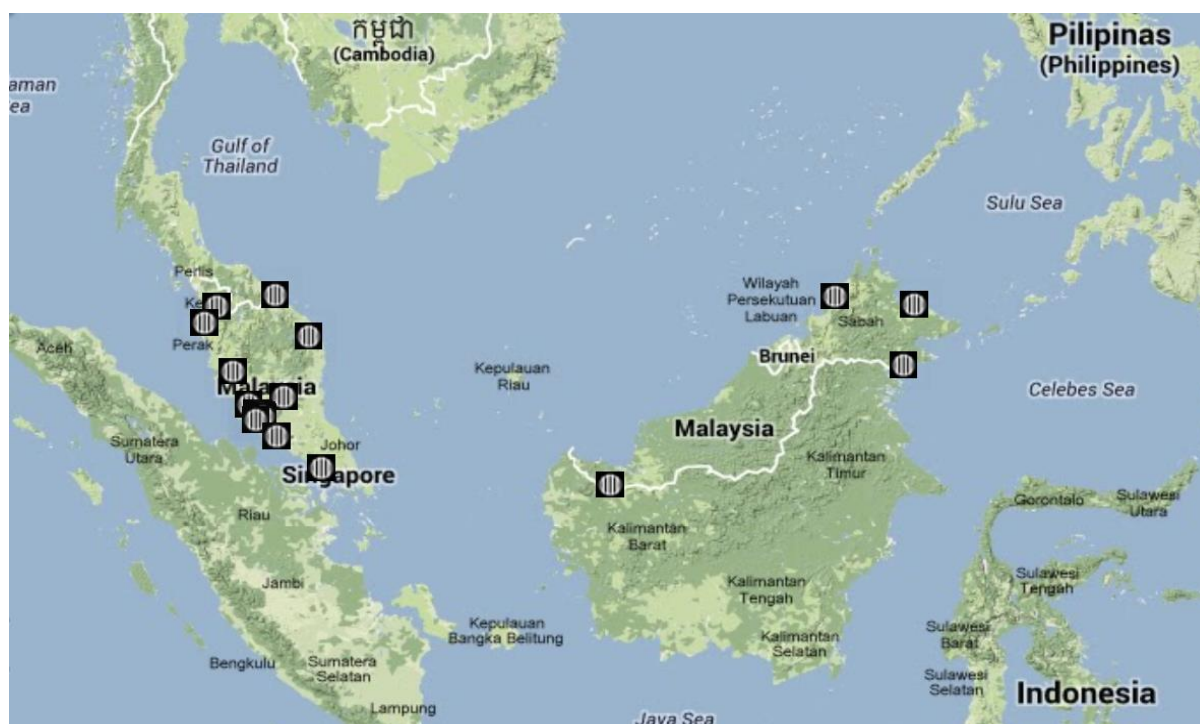 កម្ពុជា
(Cambodia)
Pilipinas
(Philippines)
aman
ea
Gulf of
Thailand
Sulu Sea
Perlis
Ke
Perak
Wilayah
Persekutuan
Labuan
Sabah
Aceh
Brunei
Kepulauan
Riau
Malaysia
Celebes Sea
Malaysia
Sumatera
Utara
Johor
Singapore
Kalimantan
Timur
Gorontalo
Sulawesi
Utara
Riau
Kalimantan
Barat
Jambi
Kalimantan
Tengah
Sulawesi
Tengah
Kepulauan
Bangka Belitung
Sulawesi
Barat
Kalimantan
Selatan
Bengkulu
Sumatera
Selatan
Sulawesi
Selatan
Indonesia
Lampung
Java Sea